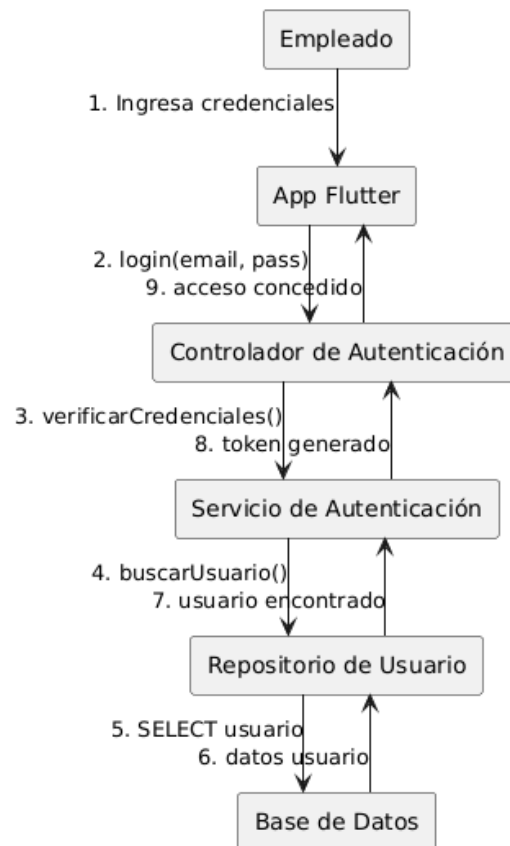 Empleado
1. Ingresa credenciales
App Flutter
2. login(email, pass)
9. acceso concedido
Controlador de Autenticación
3. verificarCredenciales()
8. token generado
Servicio de Autenticación
4. buscarUsuario()
7. usuario encontrado
Repositorio de Usuario
5. SELECT usuario
6. datos usuario
Base de Datos